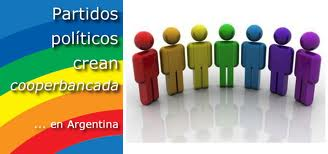 Partidos
políticos
crean
cooperbancada
... en Argentina